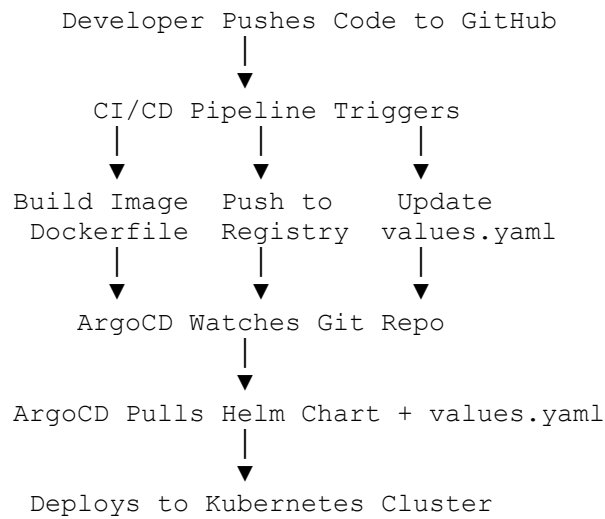 Developer Pushes Code to GitHub
CI/CD Pipeline Triggers
Build Image Push to Update
Dockerfile Registry values.yaml
ArgoCD Watches Git Repo
ArgoCD Pulls Helm Chart + values.yaml
Deploys to Kubernetes Cluster